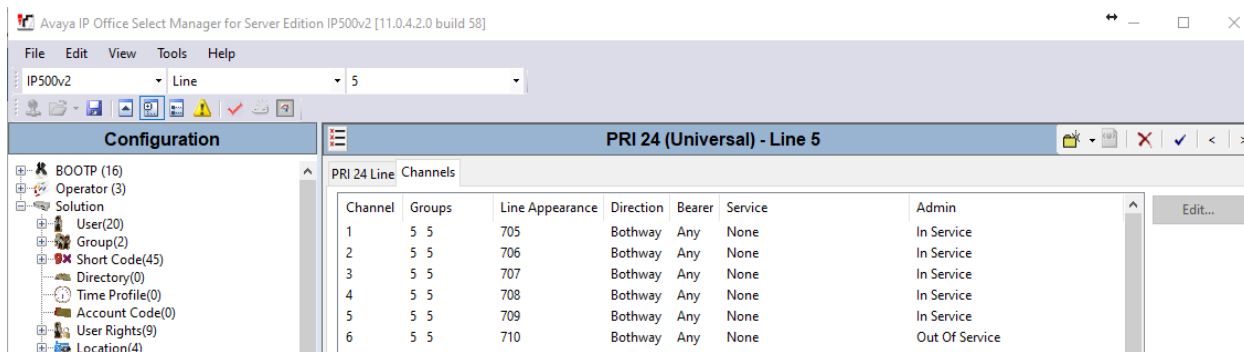 Avaya IP Office Select Manager for Server Edition IP500v2 [11.0.4.2.0 build 58]
File Edit View Tools Help
IP500v2 Line 5
Configuration
PRI 24 (Universal) - Line 5
BOOTP (16)
Operator (3)
Solution
User(20)
Group(2)
Short Code(45)
Directory(0)
Time Profile(0)
Account Code(0)
User Rights(9)
Location(4)
PRI 24 Line Channels
Channel Groups Line Appearance Direction Bearer Service Admin
1 5 5 705 Bothway Any None In Service
2 5 5 706 Bothway Any None In Service
3 5 5 707 Bothway Any None In Service
4 5 5 708 Bothway Any None In Service
5 5 5 709 Bothway Any None In Service
6 5 5 710 Bothway Any None Out Of Service
Edit...